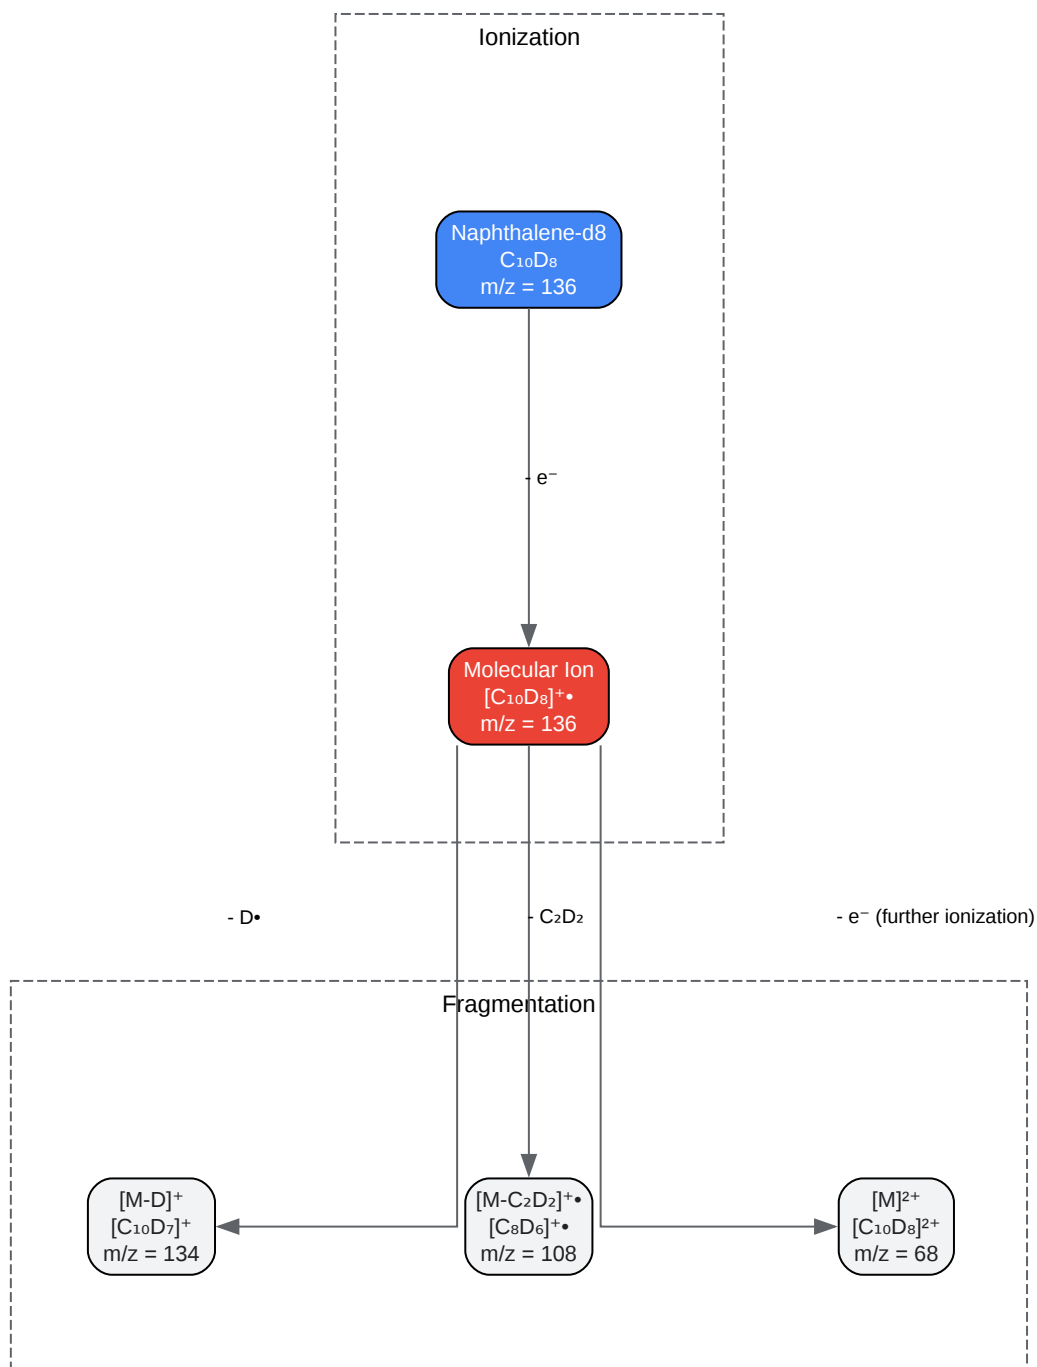 Ionization
Naphthalene-d8
C₁₀D₈
m/z = 136
- e⁻
Molecular Ion
[C₁₀D₈]⁺•
m/z = 136
- D•
- C₂D₂
- e⁻ (further ionization)
Fragmentation
[M-D]⁺
[C₁₀D₇]⁺
m/z = 134
[M-C₂D₂]⁺•
[C₈D₆]⁺•
m/z = 108
[M]²⁺
[C₁₀D₈]²⁺
m/z = 68